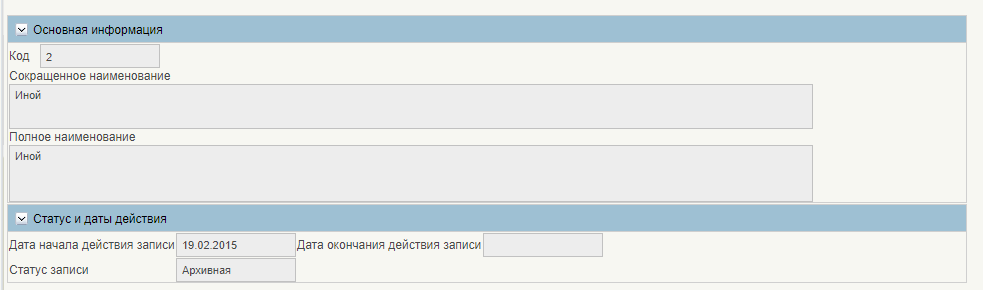 Основная информация
Код 2
Сокращенное наименование
Иной
Полное наименование
Иной
Статус и даты действия
Дата начала действия записи 19.02.2015 Дата окончания действия записи
Статус записи Архивная